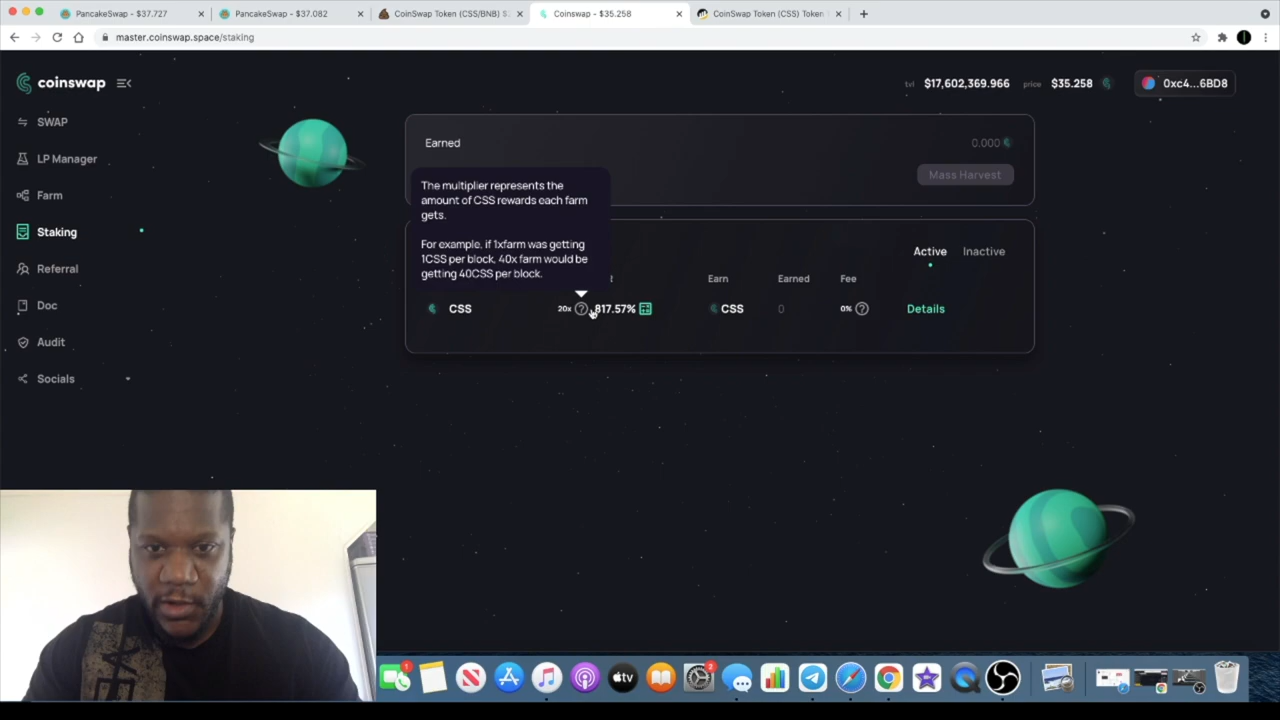 PancakeSwap - $37.727
PancakeSwap - $37.082
CoinSwap Token (CSS/BNB) $
Coinswap - $35.258
CoinSwap Token (CSS) Token
master.coinswap.space/staking
coinswap
tvl $17,602,369.966 price $35.258
0xc4...6BD8
SWAP
LP Manager
Farm
Staking
Referral
Doc
Audit
Socials
Earned
0.000
Mass Harvest
The multiplier represents the
amount of CSS rewards each farm
gets.
For example, if 1xfarm was getting
1CSS per block, 40x farm would be
getting 40CSS per block.
Active Inactive
Earn Earned Fee
CSS 20x ? 817.57% CSS 0 0% ? Details
1
2
tv